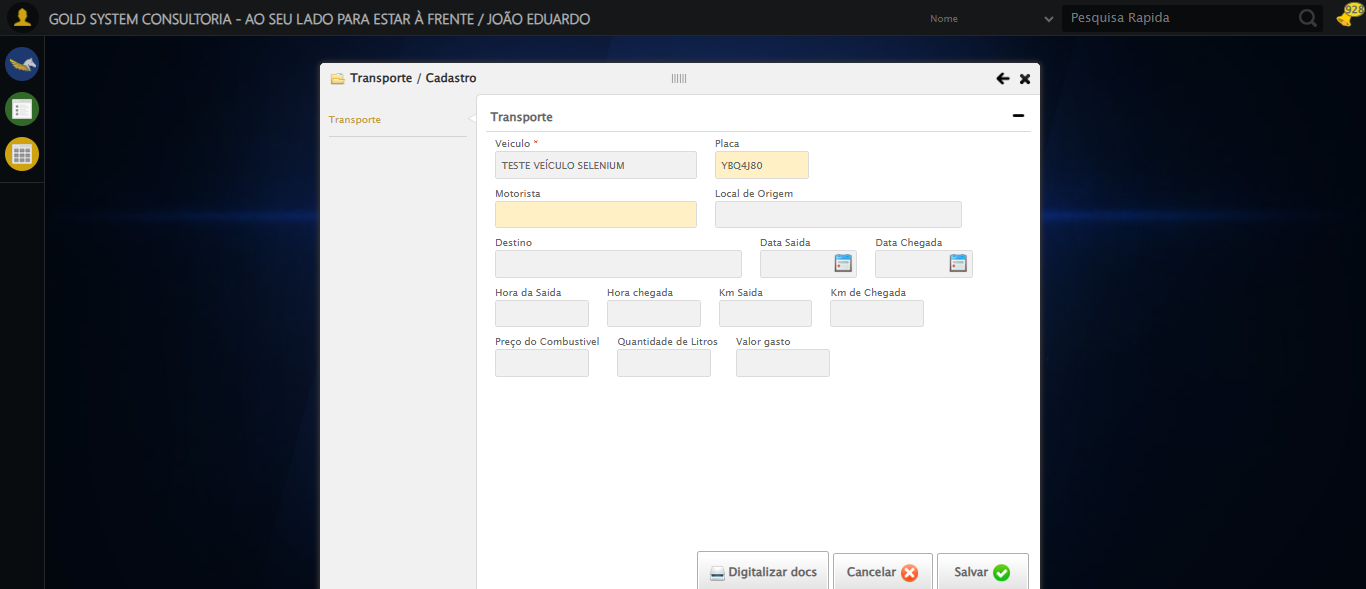 GOLD SYSTEM CONSULTORIA - AO SEU LADO PARA ESTAR À FRENTE / JOÃO EDUARDO
Nome
Pesquisa Rapida
928
Transporte / Cadastro
Transporte
Transporte
Veiculo *
Placa
TESTE VEÍCULO SELENIUM
YBQ4J80
Motorista
Local de Origem
Destino
Data Saida
Data Chegada
Hora da Saida
Hora chegada
Km Saida
Km de Chegada
Preço do Combustivel
Quantidade de Litros
Valor gasto
Digitalizar docs
Cancelar
Salvar